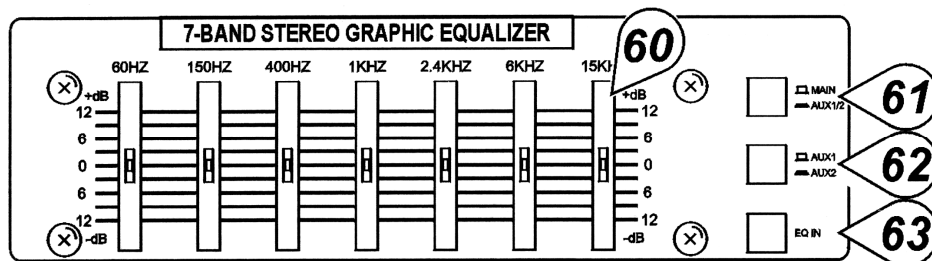 7-BAND STEREO GRAPHIC EQUALIZER
60
60HZ 150HZ 400HZ 1KHZ 2.4KHZ 6KHZ
+dB +dB
12 12
6 6
0 0
6 6
12 12
-dB -dB
MAIN
AUX1/2
61
AUX1
AUX2
62
EQ IN
63